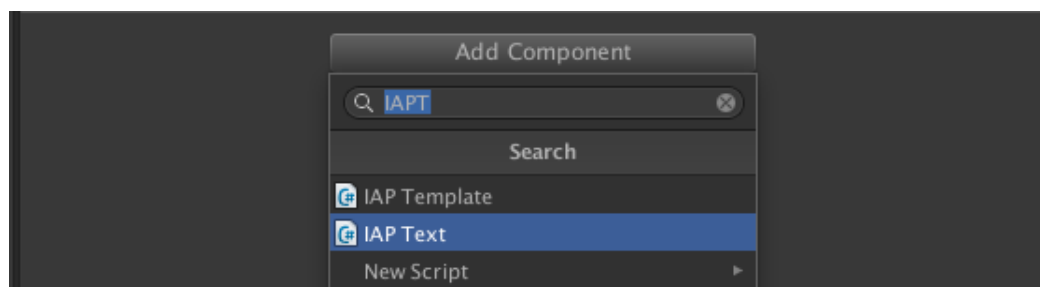 Add Component
IAPT
Search
IAP Template
IAP Text
New Script